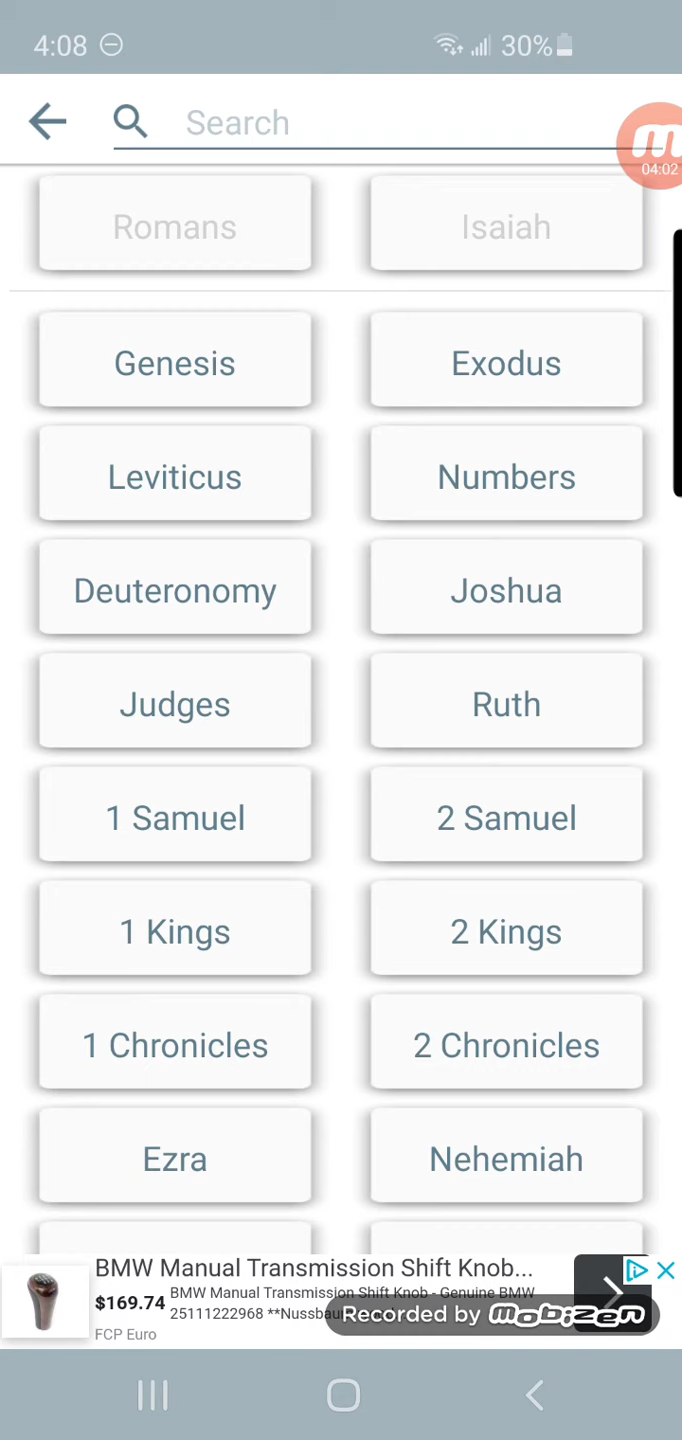 4:08 30%
Search
04:02
Romans Isaiah
Genesis Exodus
Leviticus Numbers
Deuteronomy Joshua
Judges Ruth
1 Samuel 2 Samuel
1 Kings 2 Kings
1 Chronicles 2 Chronicles
Ezra Nehemiah
BMW Manual Transmission Shift Knob...
$169.74 BMW Manual Transmission Shift Knob - Genuine BMW
25111222968 **Nussbau
Recorded by mobizen
FCP Euro